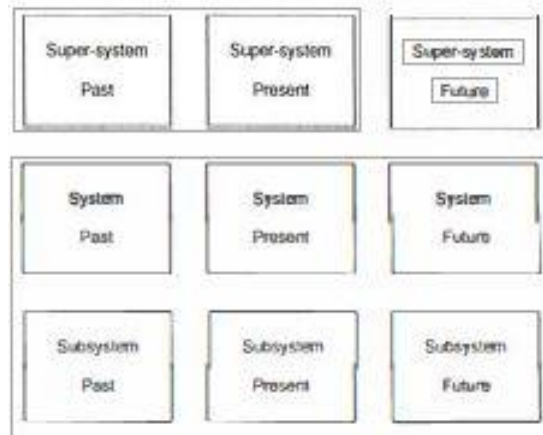 Super-system
Past
Super-system
Present
Super-system
Future
System
Past
System
Present
System
Future
Subsystem
Past
Subsystem
Present
Subsystem
Future